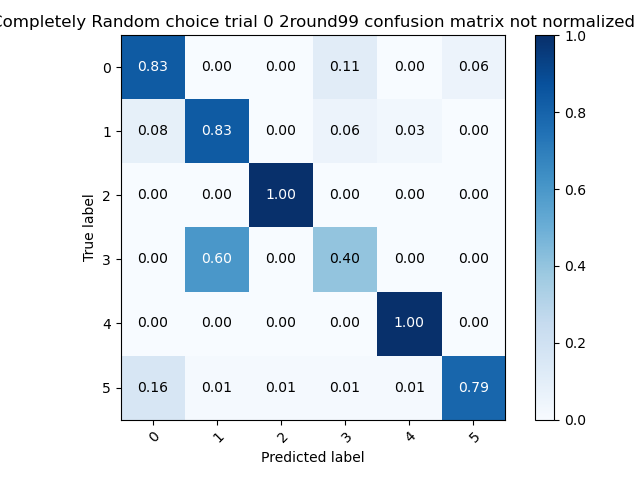 Completely Random choice trial 0 2round99 confusion matrix not normalized
1.0
0 0.83 0.00 0.00 0.11 0.00 0.06
0.8
1 0.08 0.83 0.00 0.06 0.03 0.00
2 0.00 0.00 1.00 0.00 0.00 0.00
0.6
True label
3 0.00 0.60 0.00 0.40 0.00 0.00
0.4
4 0.00 0.00 0.00 0.00 1.00 0.00
0.2
5 0.16 0.01 0.01 0.01 0.01 0.79
0.0
0 1 2 3 4 5
Predicted label